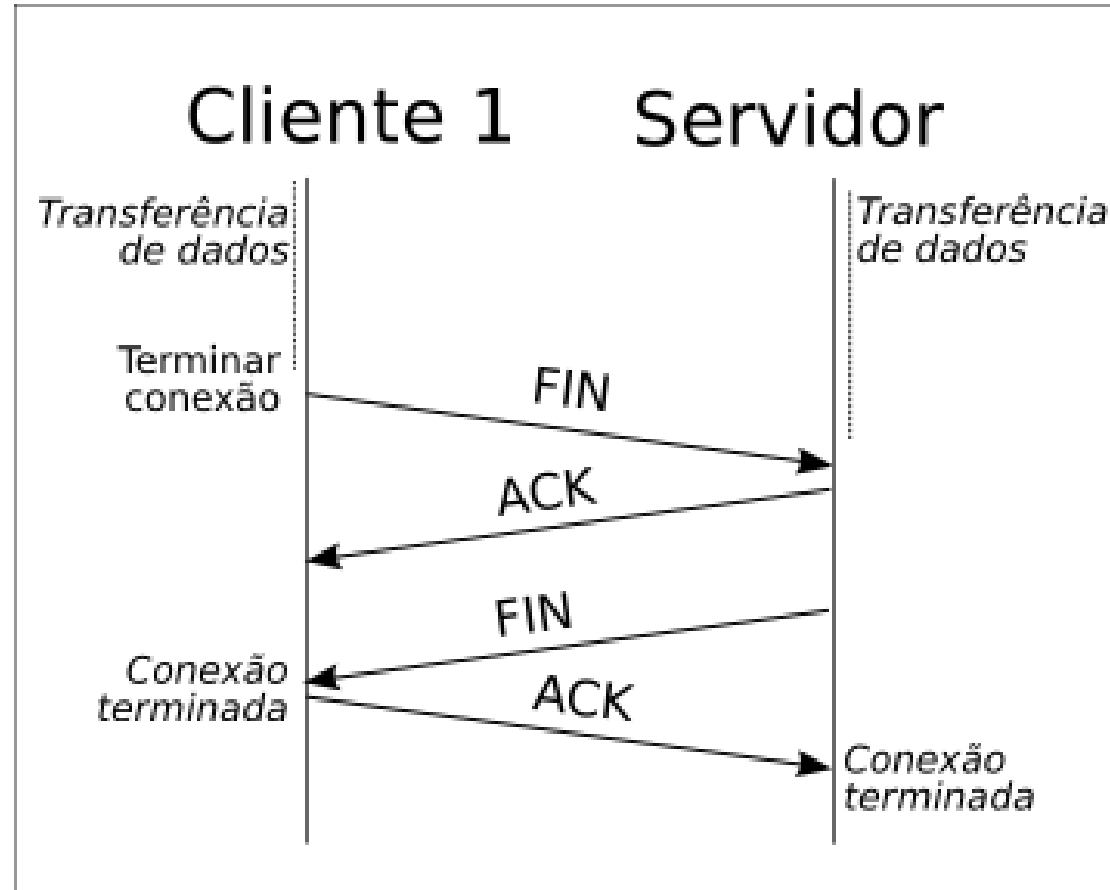 Cliente 1
Servidor
Transferência
de dados
Transferência
de dados
Terminar
conexão
FIN
ACK
FIN
Conexão
terminada
ACK
Conexão
terminada